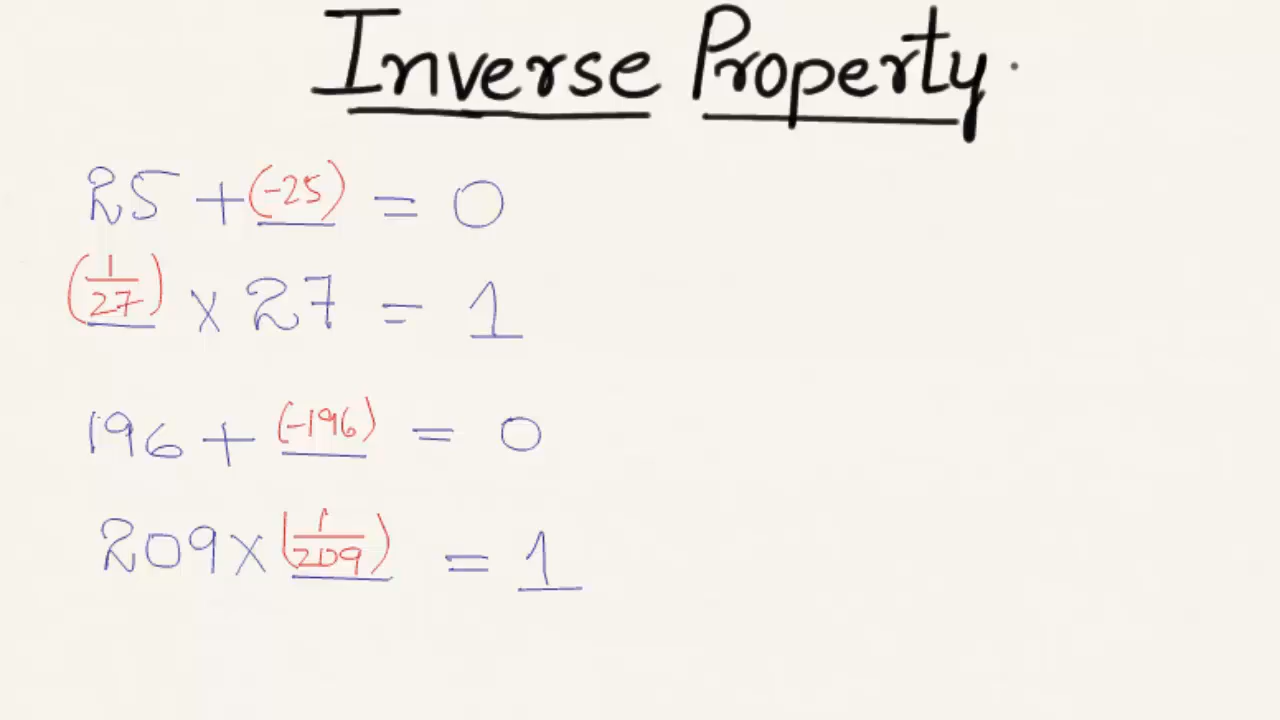 Inverse Property.
25 + (-25) = 0
(1/27) × 27 = 1
196 + (-196) = 0
209 × (1/209) = 1